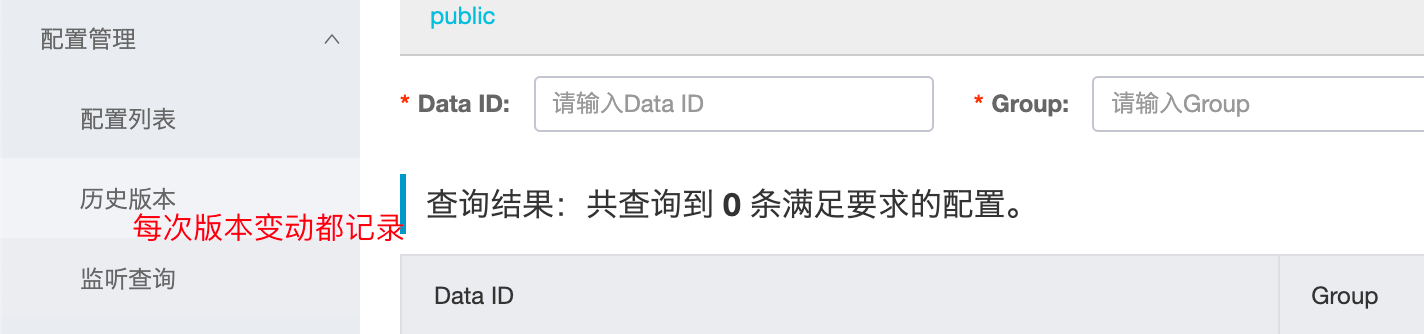 public
配置管理
* Data ID: 请输入Data ID * Group: 请输入Group
配置列表
历史版本
查询结果：共查询到 0 条满足要求的配置。
每次版本变动都记录
监听查询
Data ID Group